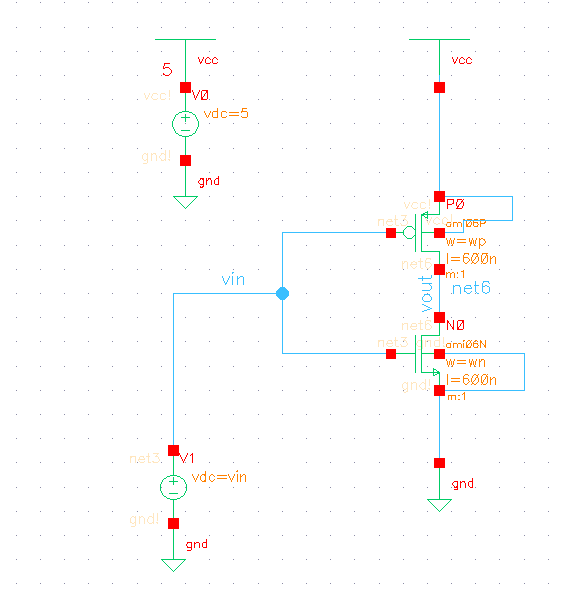 vcc
vcc
5
vcc!
V0
vdc=5
gnd!
gnd
vcc!
P0
net3
ami06P
w=wp
net6
l=600n
m:1
vin
vout
net6
net6
N0
net3
gnd!
ami06N
w=wn
gnd!
l=600n
m:1
net3
V1
vdc=vin
gnd
gnd!
gnd